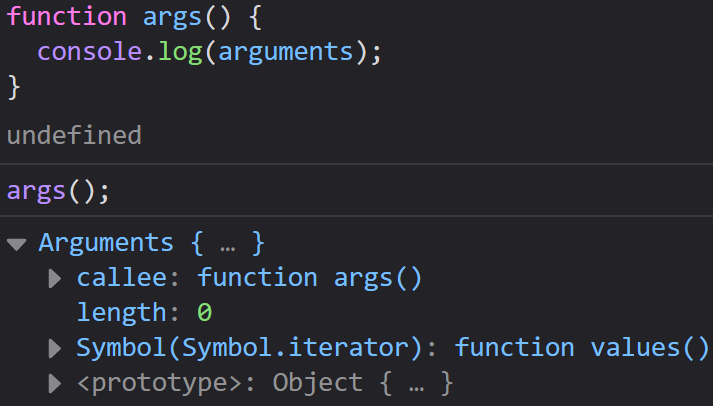 function args() {
  console.log(arguments);
}
undefined
args();
Arguments { … }
callee: function args()
length: 0
Symbol(Symbol.iterator): function values()
<prototype>: Object { … }